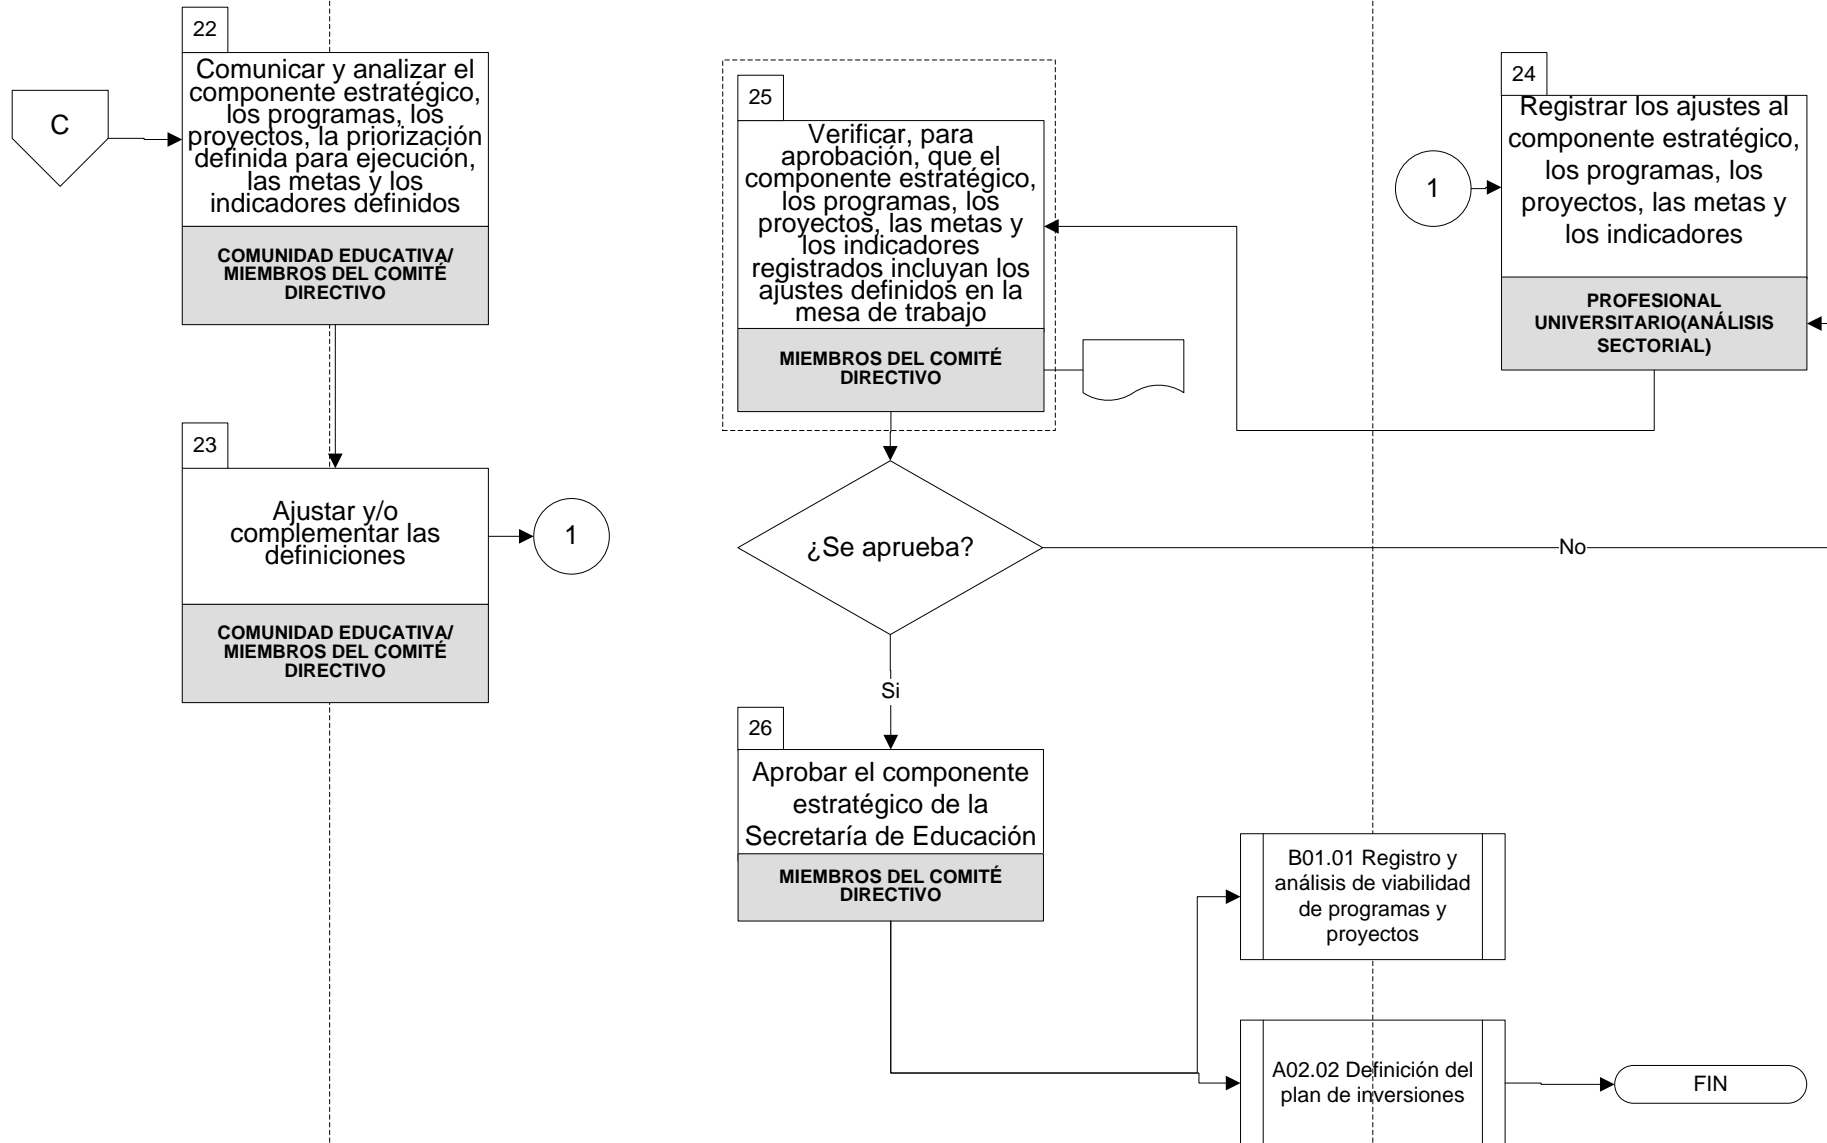 22
Comunicar y analizar el
componente estratégico,
los programas, los
proyectos, la priorización
definida para ejecución,
las metas y los
indicadores definidos
COMUNIDAD EDUCATIVA/
MIEMBROS DEL COMITÉ
DIRECTIVO
C
23
Ajustar y/o
complementar las
definiciones
COMUNIDAD EDUCATIVA/
MIEMBROS DEL COMITÉ
DIRECTIVO
1
24
Registrar los ajustes al
componente estratégico,
los programas, los
proyectos, las metas y
los indicadores
PROFESIONAL
UNIVERSITARIO(ANÁLISIS
SECTORIAL)
1
25
Verificar, para
aprobación, que el
componente estratégico,
los programas, los
proyectos, las metas y
los indicadores
registrados incluyan los
ajustes definidos en la
mesa de trabajo
MIEMBROS DEL COMITÉ
DIRECTIVO
¿Se aprueba?
No
Si
26
Aprobar el componente
estratégico de la
Secretaría de Educación
MIEMBROS DEL COMITÉ
DIRECTIVO
B01.01 Registro y
análisis de viabilidad
de programas y
proyectos
A02.02 Definición del
plan de inversiones
FIN